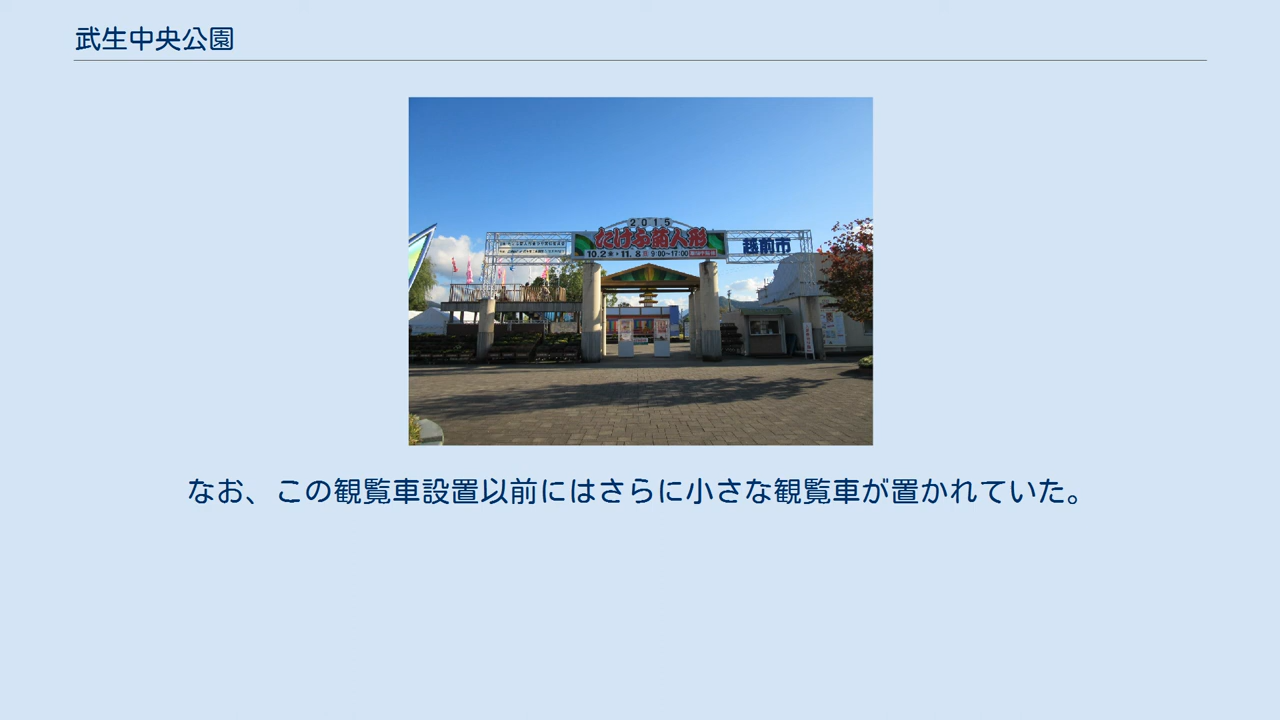 武生中央公園
2015
たけふ菊人形
越前市
10.2 11.8 9:00~17:00
なお、この観覧車設置以前にはさらに小さな観覧車が置かれていた。